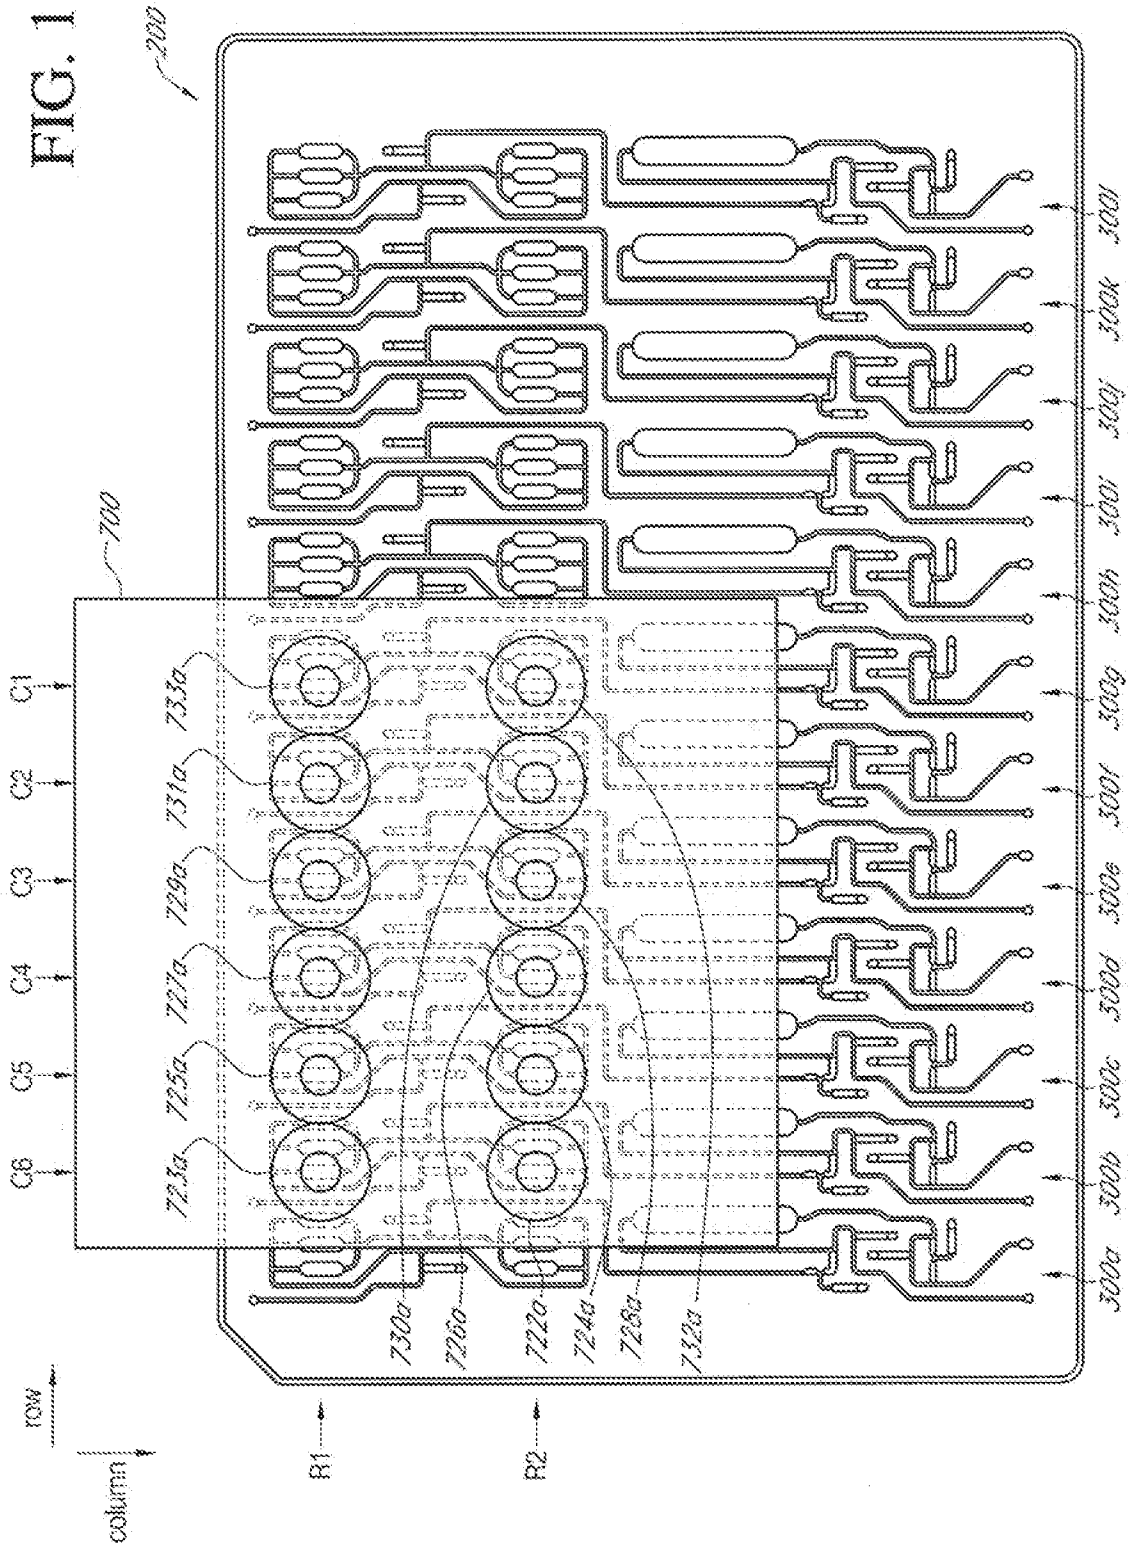 FIG. 1
200
700
C1
C2
C3
C4
C5
C6
733a
731a
729a
727a
725a
723a
730a
726a
722a
724a
728a
732a
300l
300k
300j
300i
300h
300g
300f
300e
300d
300c
300b
300a
row
column
R1
R2